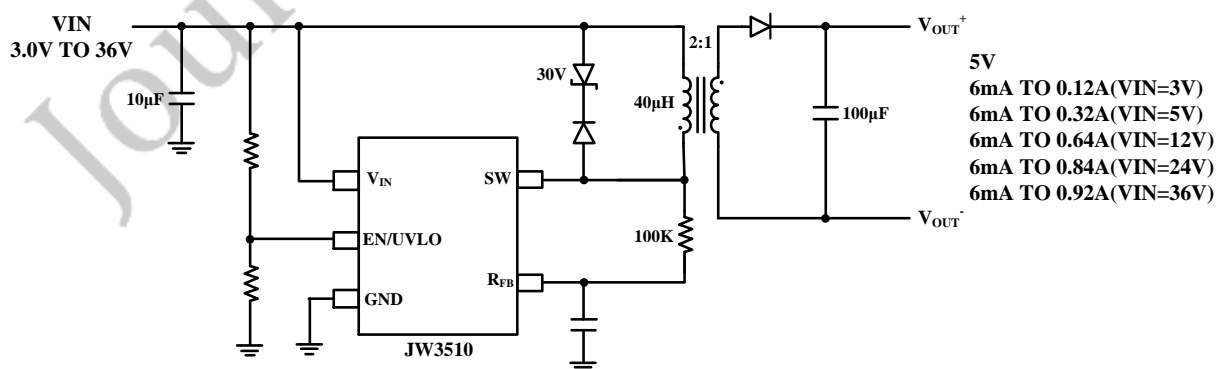 Jour
VIN
3.0V TO 36V
10μF
30V
40μH
2:1
100μF
VOUT+
5V
6mA TO 0.12A(VIN=3V)
6mA TO 0.32A(VIN=5V)
6mA TO 0.64A(VIN=12V)
6mA TO 0.84A(VIN=24V)
6mA TO 0.92A(VIN=36V)
VOUT-
VIN
SW
EN/UVLO
100K
RFB
GND
JW3510